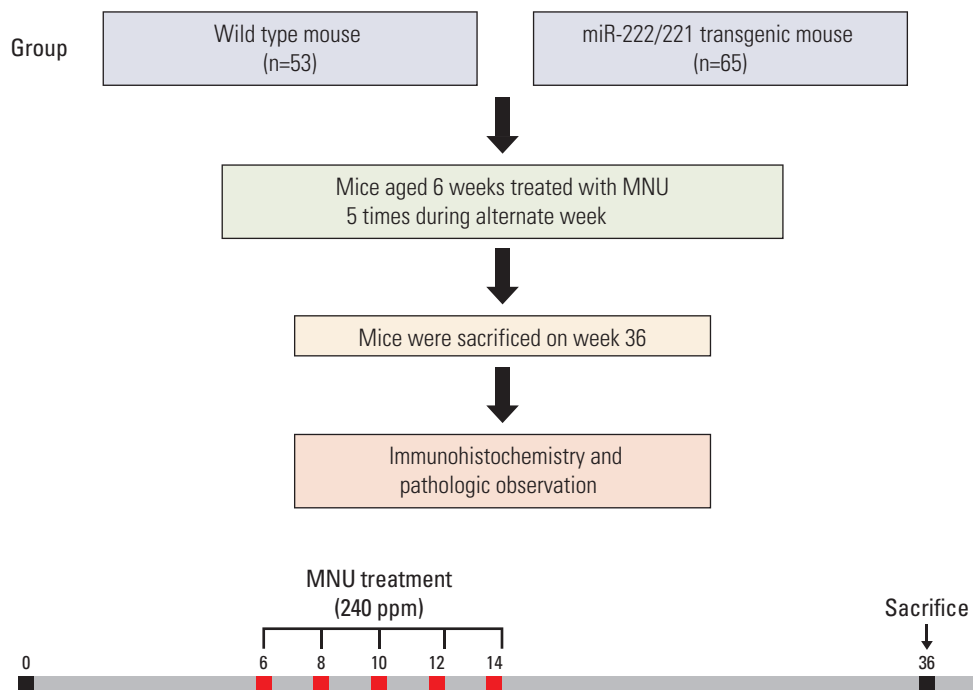 Group
Wild type mouse
(n=53)
miR-222/221 transgenic mouse
(n=65)
Mice aged 6 weeks treated with MNU
5 times during alternate week
Mice were sacrificed on week 36
Immunohistochemistry and
pathologic observation
MNU treatment
(240 ppm)
Sacrifice
0 6 8 10 12 14 36